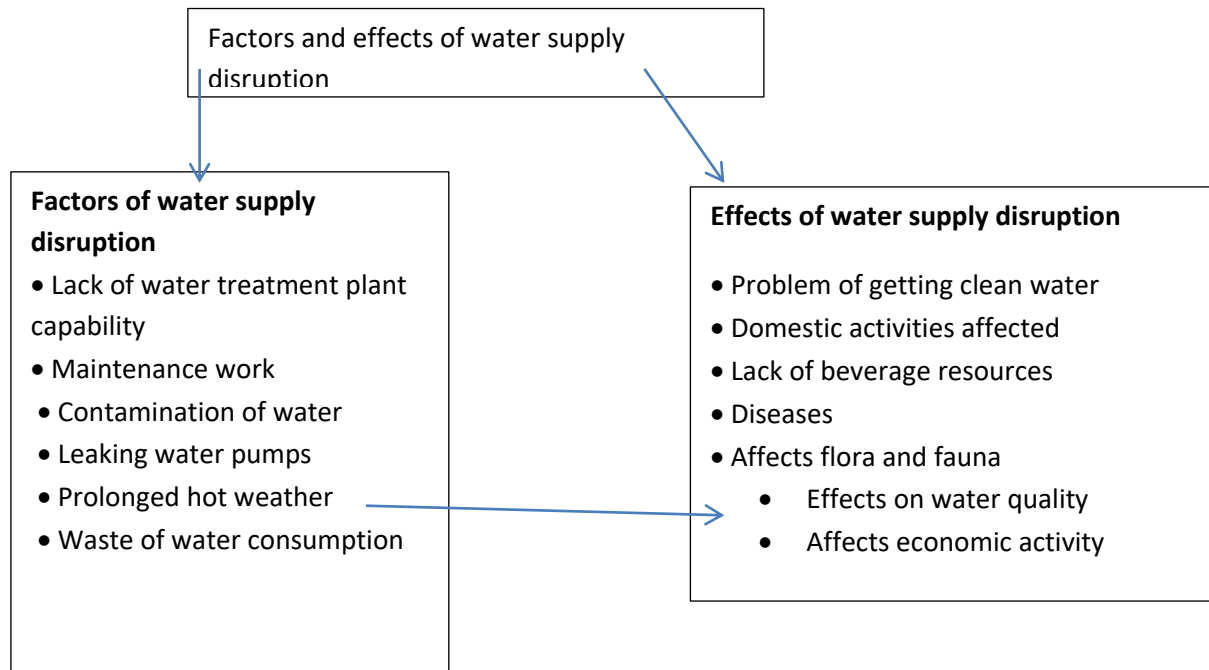 Factors and effects of water supply
disruption
Factors of water supply
disruption
• Lack of water treatment plant
capability
• Maintenance work
• Contamination of water
• Leaking water pumps
• Prolonged hot weather
• Waste of water consumption
Effects of water supply disruption
• Problem of getting clean water
• Domestic activities affected
• Lack of beverage resources
• Diseases
• Affects flora and fauna
• Effects on water quality
• Affects economic activity